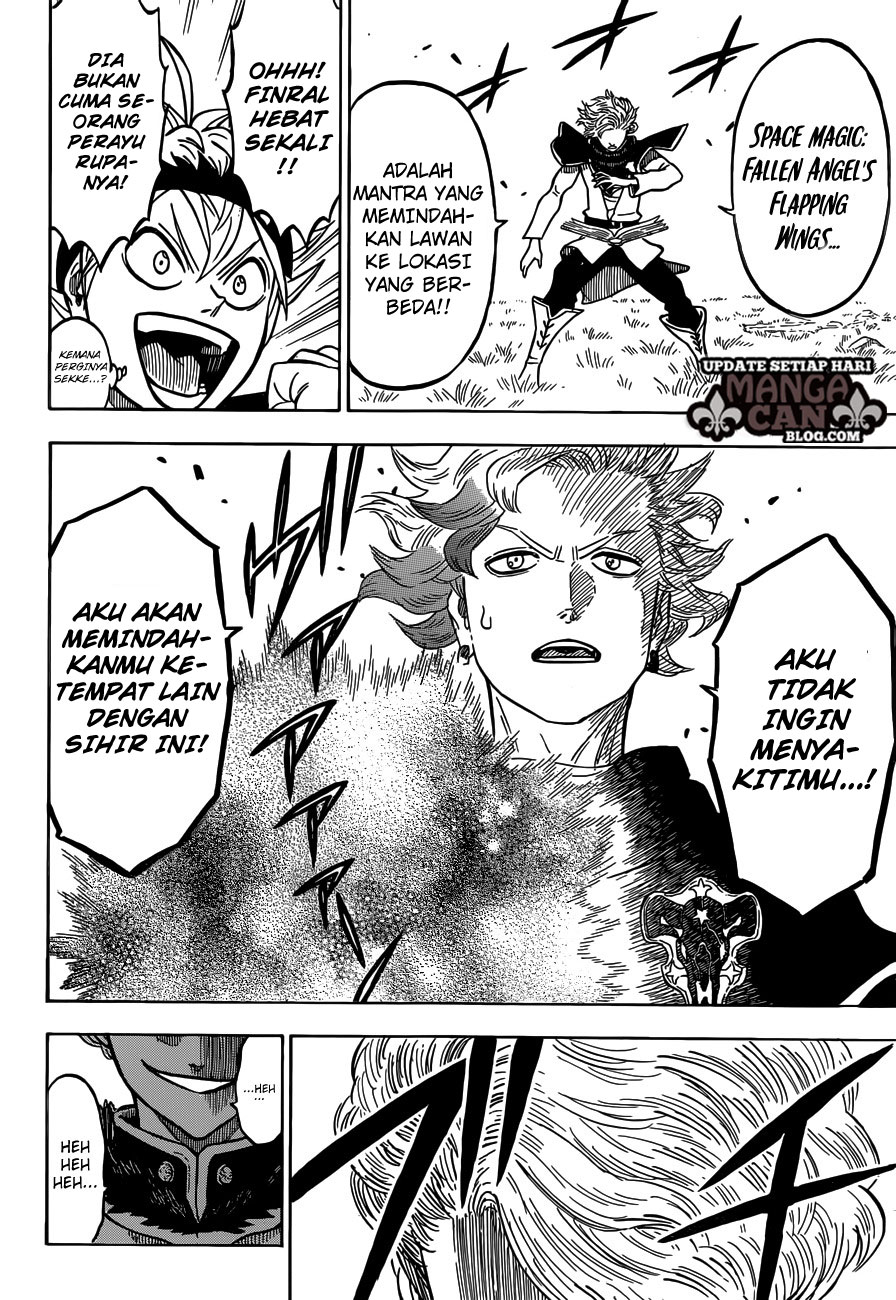 SPACE MAGIC:
FALLEN ANGEL'S
FLAPPING
WINGS...
ADALAH
MANTRA YANG
MEMINDAH-
KAN LAWAN
KE LOKASI
YANG BER-
BEDA!!
OHHH!
FINRAL
HEBAT
SEKALI
!!
DIA
BUKAN
CUMA SE-
ORANG
PERAYU
RUPA-
NYA!
KEMANA
PERGINYA
SEKKE...?
UPDATE SETIAP HARI
MANGA
CAN
BLOG.COM
AKU
TIDAK
INGIN
MENYA-
KITIMU...!
AKU AKAN
MEMINDAH-
KANMU KE-
TEMPAT LAIN
DENGAN
SIHIR INI!
...HEH
...
HEH
HEH
HEH...